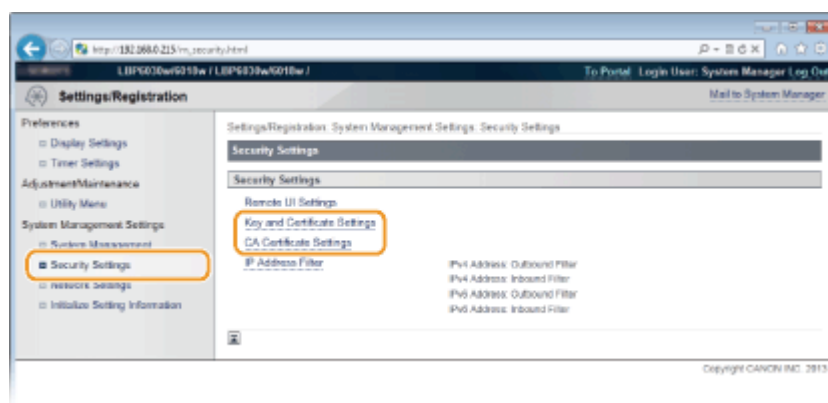 http://192.168.0.215/m_security.html
LBP6030w/6018w / LBP6030w/6018w /
To Portal Login User: System Manager Log Out
Settings/Registration
Mail to System Manager
Preferences
Display Settings
Timer Settings
Adjustment/Maintenance
Utility Menu
System Management Settings
System Management
Security Settings
Network Settings
Initialize Setting Information
Settings/Registration: System Management Settings: Security Settings
Security Settings
Security Settings
Remote UI Settings
Key and Certificate Settings
CA Certificate Settings
IP Address Filter
IPv4 Address: Outbound Filter
IPv4 Address: Inbound Filter
IPv6 Address: Outbound Filter
IPv6 Address: Inbound Filter
Copyright CANON INC. 2013